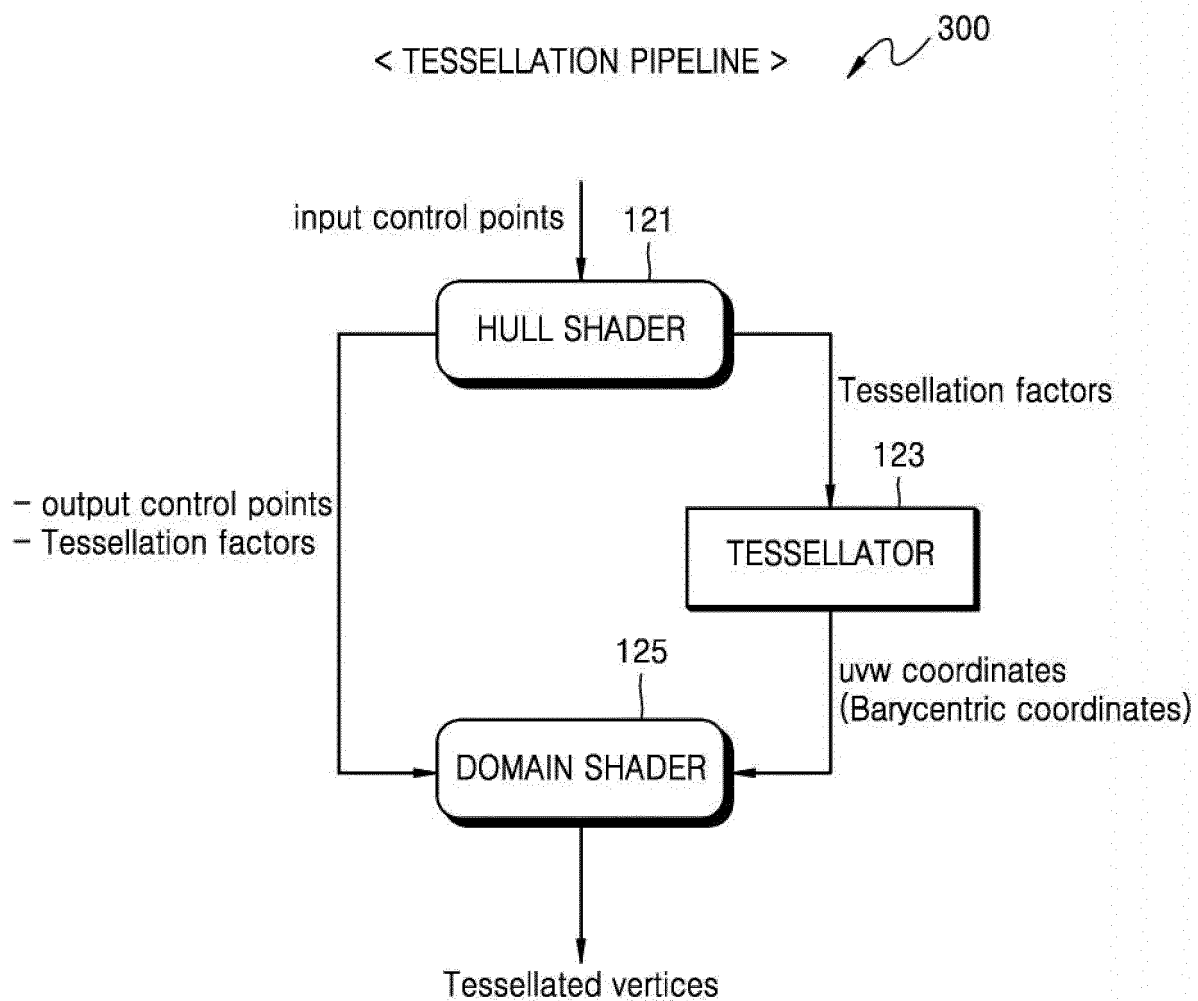 300
< TESSELLATION PIPELINE >
input control points
121
HULL SHADER
Tessellation factors
123
- output control points
- Tessellation factors
TESSELLATOR
125
uvw coordinates
(Barycentric coordinates)
DOMAIN SHADER
Tessellated vertices